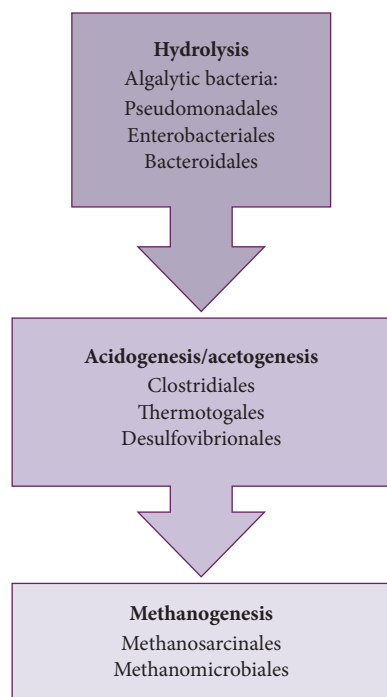 Hydrolysis
Algalytic bacteria:
Pseudomonadales
Enterobacteriales
Bacteroidales
Acidogenesis/acetogenesis
Clostridiales
Thermotogales
Desulfovibrionales
Methanogenesis
Methanosarcinales
Methanomicrobiales